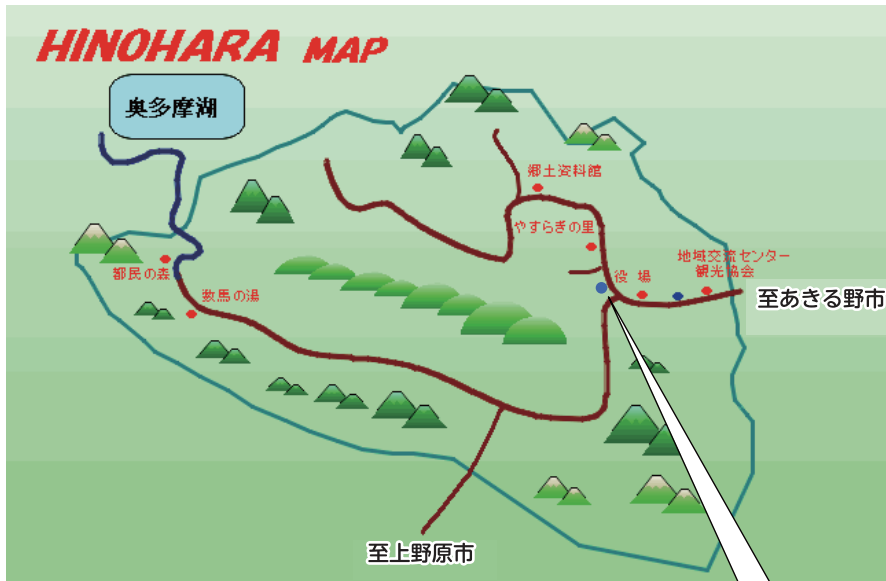 HINOHARA MAP
奥多摩湖
郷土資料館
やすらぎの里
地域交流センター
観光協会
都民の森
役場
数馬の湯
至あきる野市
至上野原市